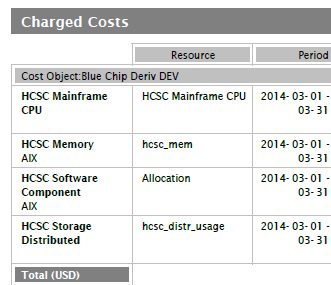 Charged Costs
Resource Period
Cost Object:Blue Chip Deriv DEV
HCSC Mainframe HCSC Mainframe CPU 2014- 03- 01 -
CPU 03- 31
HCSC Memory hcsc_mem 2014- 03- 01 -
AIX 03- 31
HCSC Software Allocation 2014- 03- 01 -
Component 03- 31
AIX
HCSC Storage hcsc_distr_usage 2014- 03- 01 -
Distributed 03- 31
Total (USD)